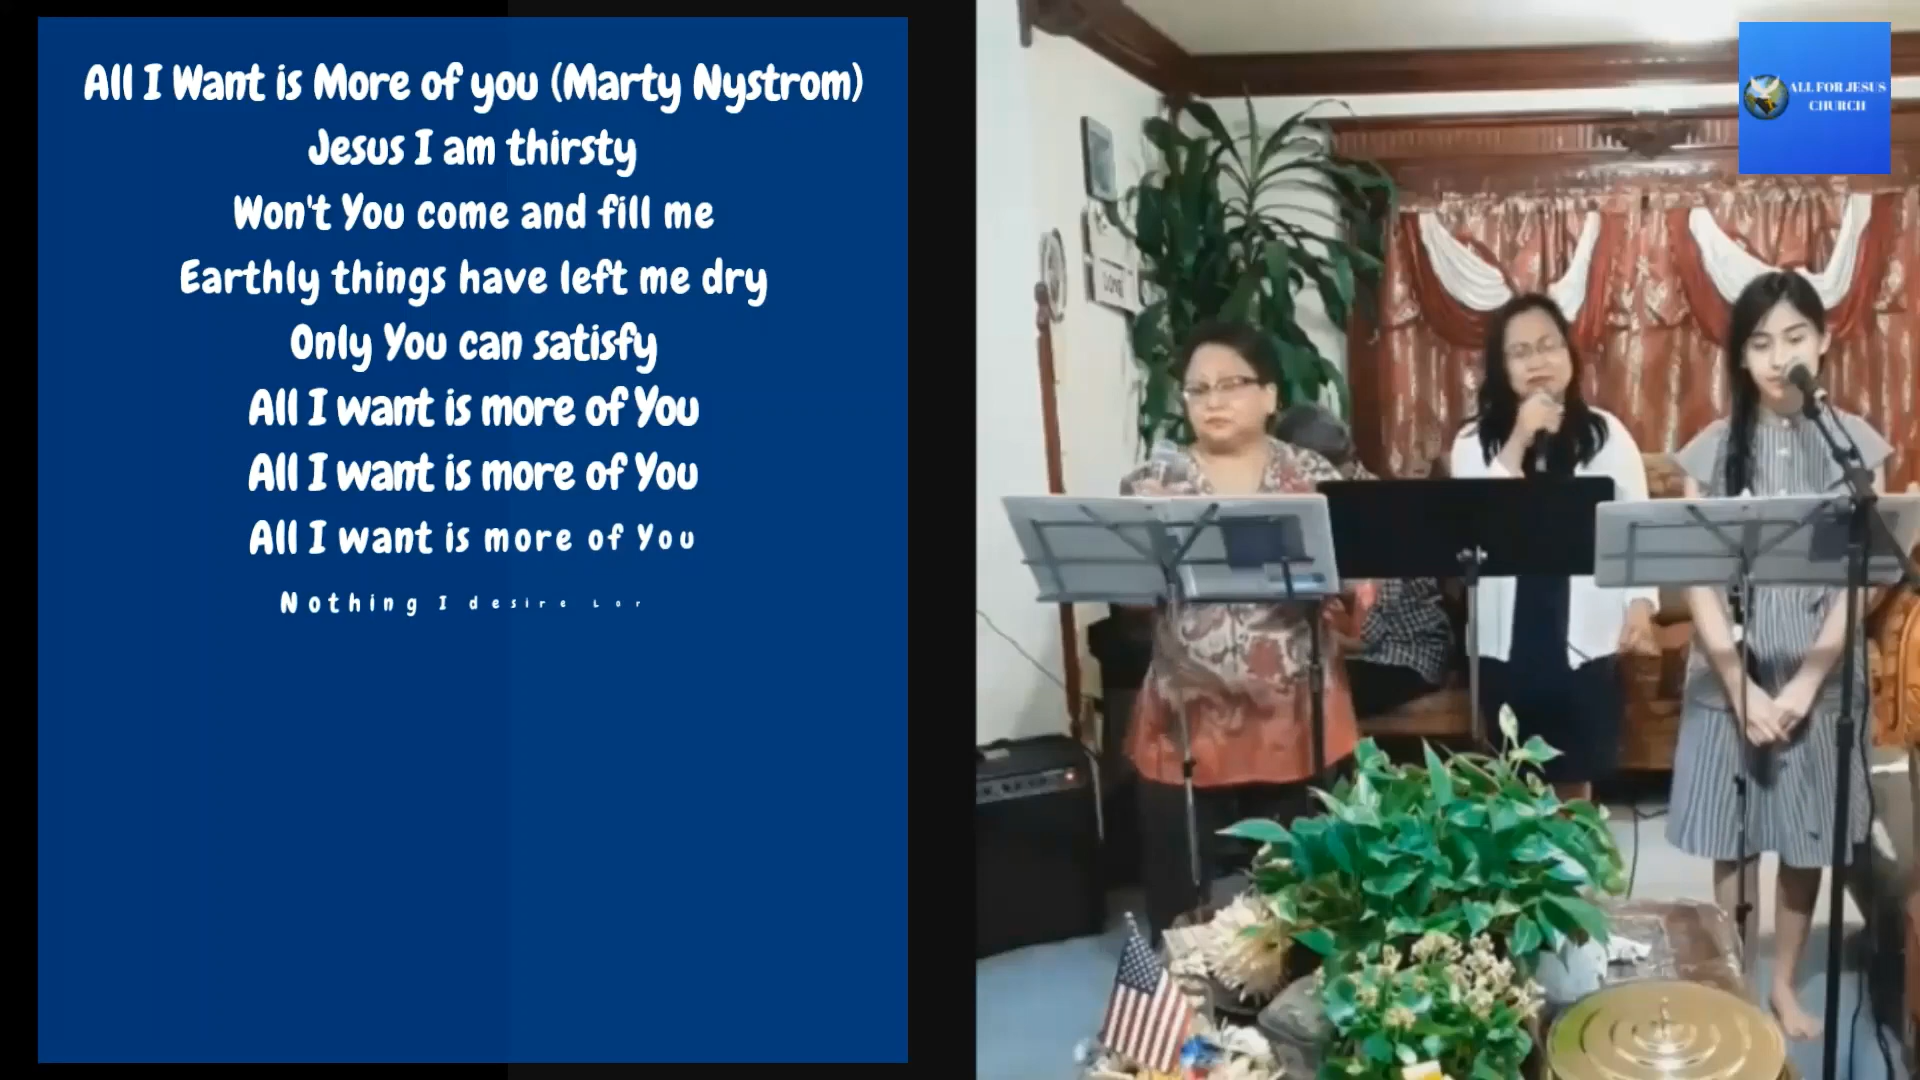 All I Want is More of you (Marty Nystrom)
Jesus I am thirsty
Won't You come and fill me
Earthly things have left me dry
Only You can satisfy
All I want is more of You
All I want is more of You
All I want is more of You
Nothing I desire Lor
ALL FOR JESUS
CHURCH